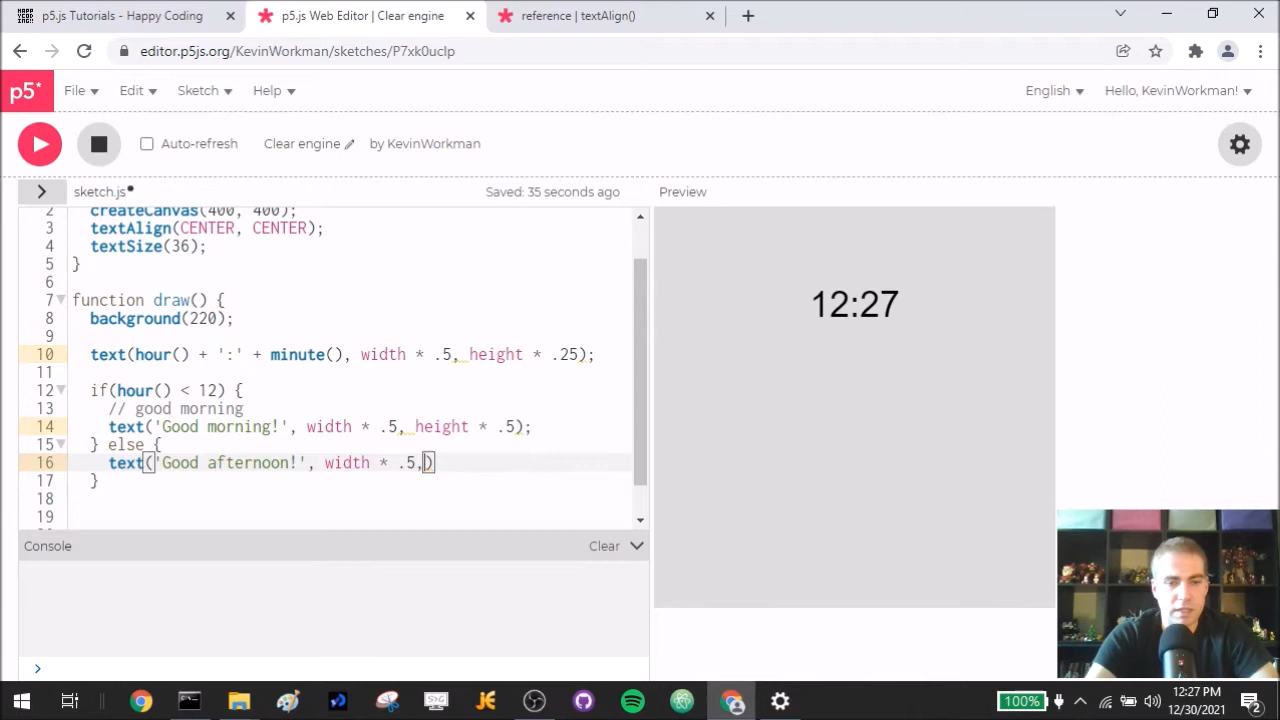 p5.js Tutorials - Happy Coding
p5.js Web Editor | Clear engine
reference | textAlign()
editor.p5js.org/KevinWorkman/sketches/P7xk0ucIp
p5*
File
Edit
Sketch
Help
English
Hello, KevinWorkman!
Auto-refresh
Clear engine
by KevinWorkman
sketch.js
Saved: 35 seconds ago
Preview
2 createCanvas(400, 400);
3 textAlign(CENTER, CENTER);
4 textSize(36);
5 }
6
7 function draw() {
8 background(220);
9
10 text(hour() + ':' + minute(), width * .5, height * .25);
11
12 if(hour() < 12) {
13 // good morning
14 text('Good morning!', width * .5, height * .5);
15 } else {
16 text('Good afternoon!', width * .5,)
17 }
18
19
12:27
Console
Clear
>
100%
12:27 PM
12/30/2021
2